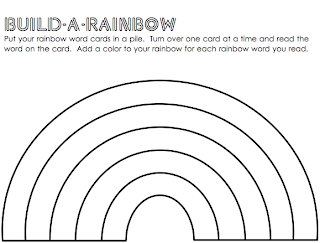 BUILD·A·RAINBOW
Put your rainbow word cards in a pile. Turn over one card at a time and read the
word on the card. Add a color to your rainbow for each rainbow word you read.